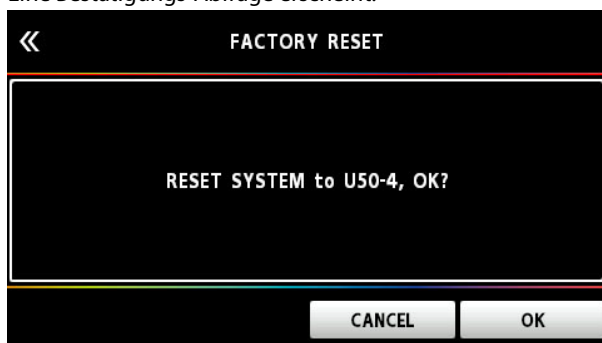 Eine Bestätigungs-Abfrage erscheint.
« FACTORY RESET
RESET SYSTEM to U50-4, OK?
CANCEL OK